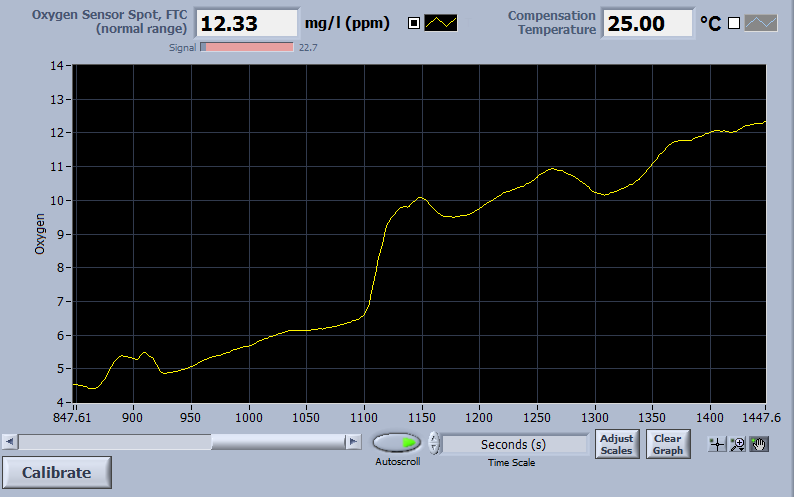 Oxygen Sensor Spot, FTC
(normal range)
12.33
mg/l (ppm)
Compensation
Temperature
25.00
°C
Signal
22.7
14
13
12
11
10
9
8
7
6
5
4
Oxygen
847.61
900
950
1000
1050
1100
1150
1200
1250
1300
1350
1400
1447.6
Autoscroll
Seconds (s)
Time Scale
Adjust
Scales
Clear
Graph
Calibrate